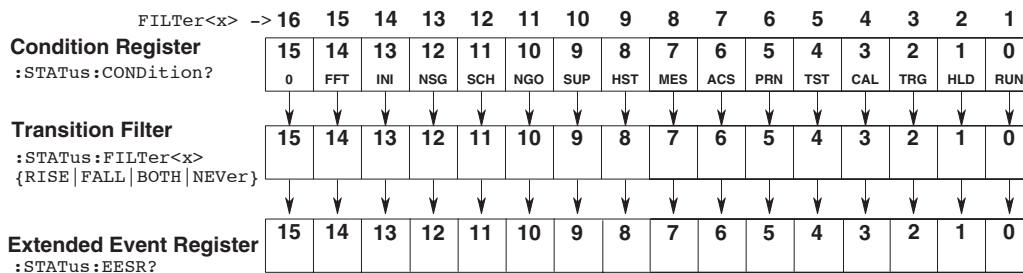 FILTer<x> -> 16 15 14 13 12 11 10 9 8 7 6 5 4 3 2 1
Condition Register
:STATus:CONDition?
15 14 13 12 11 10 9 8 7 6 5 4 3 2 1 0
0 FFT INI NSG SCH NGO SUP HST MES ACS PRN TST CAL TRG HLD RUN
Transition Filter
:STATus:FILTer<x>
{RISE|FALL|BOTH|NEVer}
15 14 13 12 11 10 9 8 7 6 5 4 3 2 1 0
Extended Event Register
:STATus:EESR?
15 14 13 12 11 10 9 8 7 6 5 4 3 2 1 0